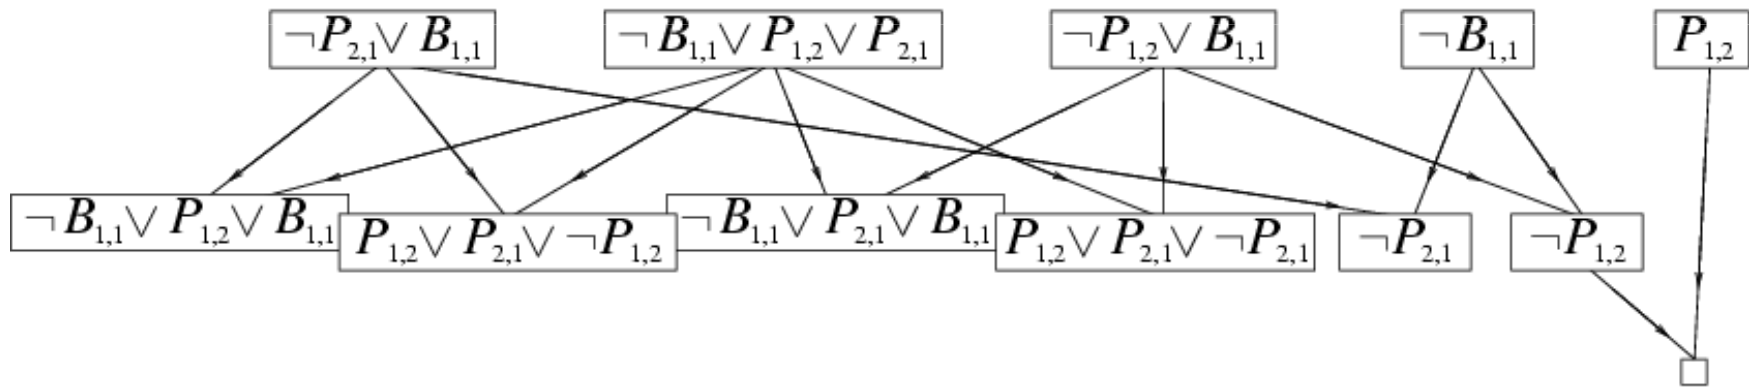 ¬P2,1 ∨ B1,1 ¬B1,1 ∨ P1,2 ∨ P2,1 ¬P1,2 ∨ B1,1 ¬B1,1 P1,2
¬B1,1 ∨ P1,2 ∨ B1,1 P1,2 ∨ P2,1 ∨ ¬P1,2 ¬B1,1 ∨ P2,1 ∨ B1,1 P1,2 ∨ P2,1 ∨ ¬P2,1 ¬P2,1 ¬P1,2